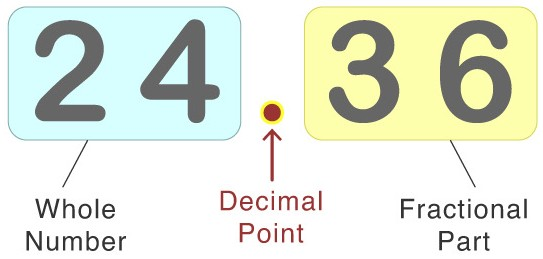 24.36
Whole
Number
Decimal
Point
Fractional
Part